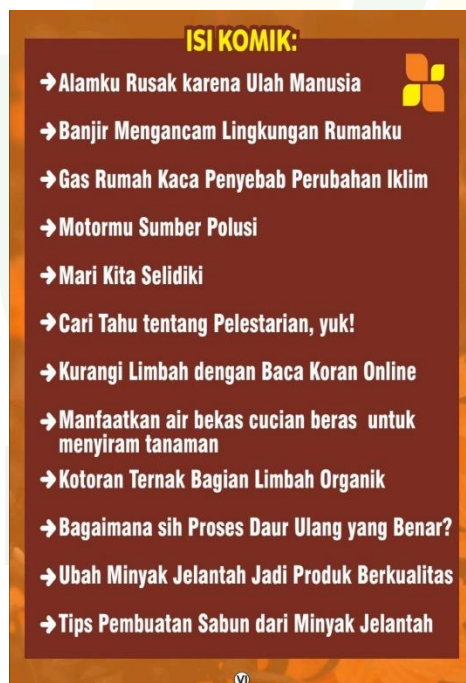 ISI KOMIK:
→Alamku Rusak karena Ulah Manusia
→Banjir Mengancam Lingkungan Rumahku
→Gas Rumah Kaca Penyebab Perubahan Iklim
→Motormu Sumber Polusi
→Mari Kita Selidiki
→Cari Tahu tentang Pelestarian, yuk!
→Kurangi Limbah dengan Baca Koran Online
→Manfaatkan air bekas cucian beras untuk
menyiram tanaman
→Kotoran Ternak Bagian Limbah Organik
→Bagaimana sih Proses Daur Ulang yang Benar?
→Ubah Minyak Jelantah Jadi Produk Berkualitas
→Tips Pembuatan Sabun dari Minyak Jelantah
VI